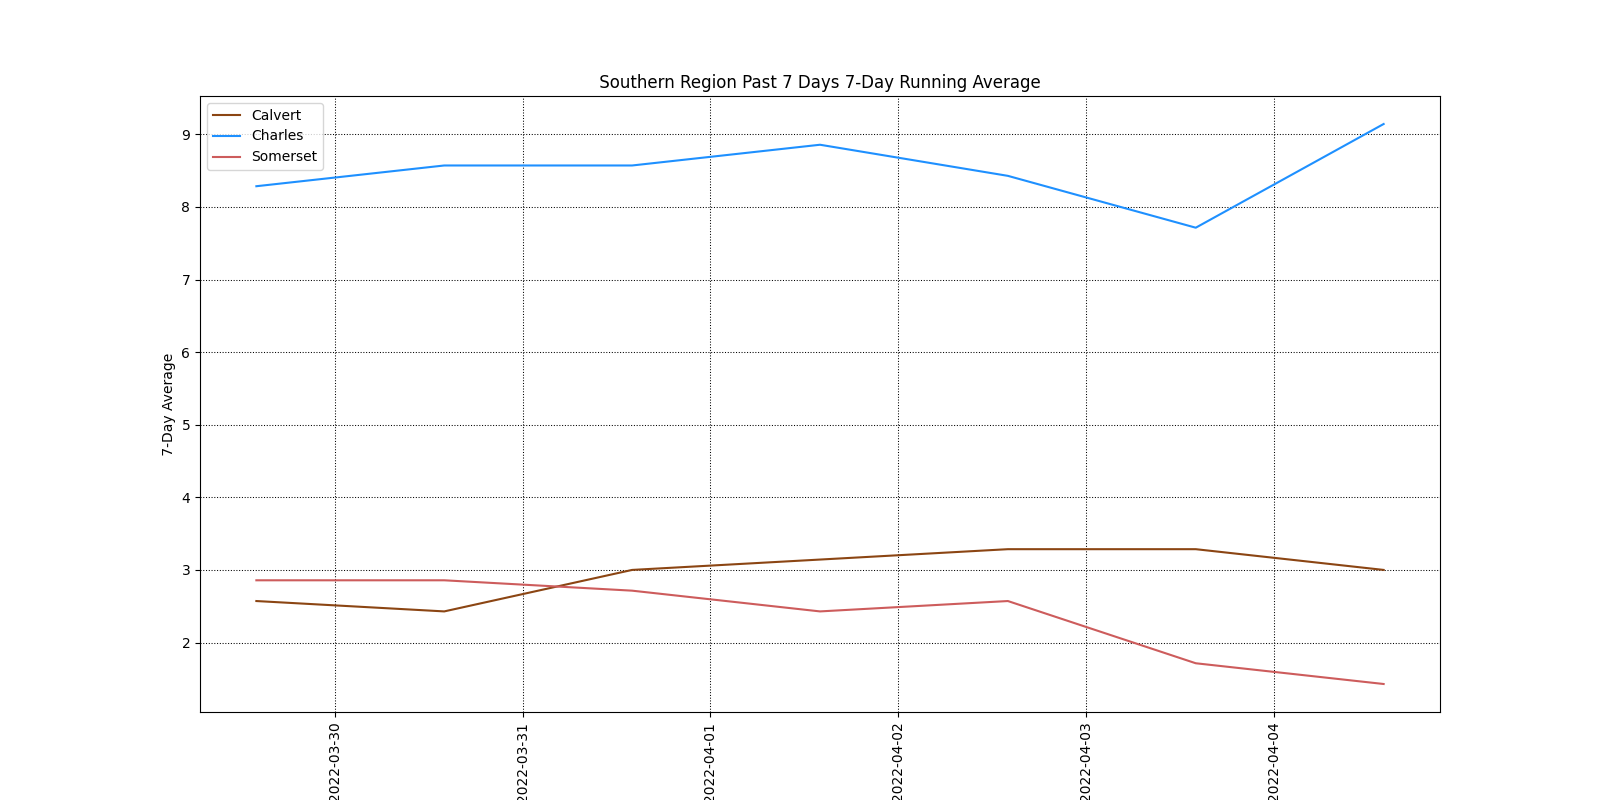 Southern Region Past 7 Days 7-Day Running Average
Calvert
Charles
Somerset
7-Day Average
9
8
7
6
5
4
3
2
2022-03-30
2022-03-31
2022-04-01
2022-04-02
2022-04-03
2022-04-04